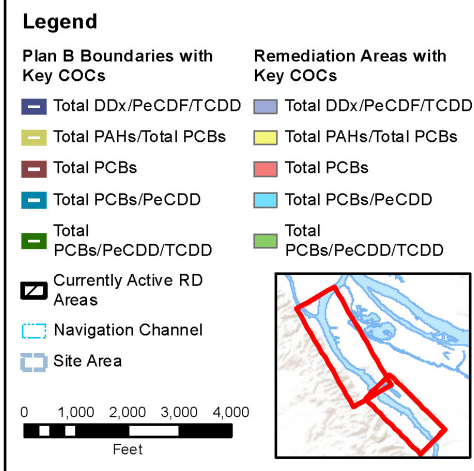 Legend
Plan B Boundaries with
Key COCs
Total DDx/PeCDF/TCDD
Total PAHs/Total PCBs
Total PCBs
Total PCBs/PeCDD
Total
PCBs/PeCDD/TCDD
Currently Active RD
Areas
Navigation Channel
Site Area
Remediation Areas with
Key COCs
Total DDx/PeCDF/TCDD
Total PAHs/Total PCBs
Total PCBs
Total PCBs/PeCDD
Total
PCBs/PeCDD/TCDD
0 1,000 2,000 3,000 4,000
Feet